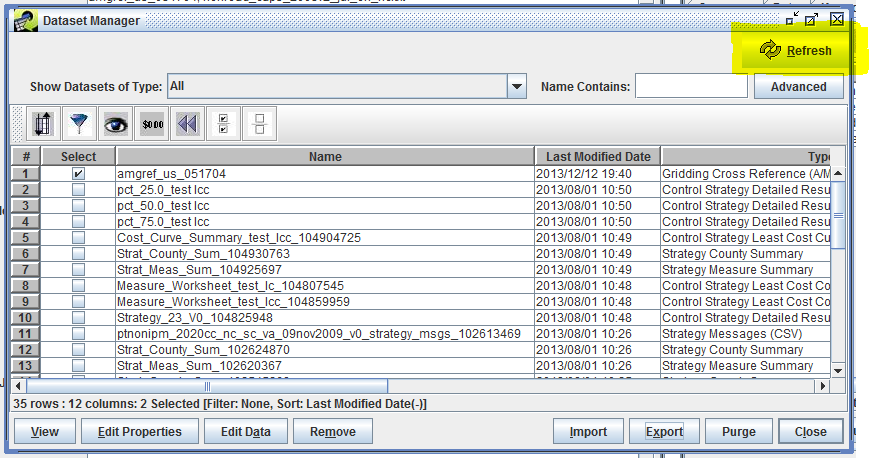 Dataset Manager
Refresh
Show Datasets of Type: All Name Contains: Advanced
$0.00
# Select Name Last Modified Date Type
1 amgref_us_051704 2013/12/12 19:40 Gridding Cross Reference (A/M
2 pct_25.0_test lcc 2013/08/01 10:50 Control Strategy Detailed Resu
3 pct_50.0_test lcc 2013/08/01 10:50 Control Strategy Detailed Resu
4 pct_75.0_test lcc 2013/08/01 10:50 Control Strategy Detailed Resu
5 Cost_Curve_Summary_test_lcc_104904725 2013/08/01 10:49 Control Strategy Least Cost Cu
6 Strat_County_Sum_104930763 2013/08/01 10:49 Strategy County Summary
7 Strat_Meas_Sum_104925697 2013/08/01 10:49 Strategy Measure Summary
8 Measure_Worksheet_test_lc_104807545 2013/08/01 10:48 Control Strategy Least Cost Co
9 Measure_Worksheet_test_lcc_104859959 2013/08/01 10:48 Control Strategy Least Cost Co
10 Strategy_23_V0_104825948 2013/08/01 10:48 Control Strategy Detailed Resu
11 ptnonipm_2020cc_nc_sc_va_09nov2009_v0_strategy_msgs_102613469 2013/08/01 10:26 Strategy Messages (CSV)
12 Strat_County_Sum_102624870 2013/08/01 10:26 Strategy County Summary
13 Strat_Meas_Sum_102620367 2013/08/01 10:26 Strategy Measure Summary
35 rows : 12 columns: 2 Selected [Filter: None, Sort: Last Modified Date(-)]
View Edit Properties Edit Data Remove Import Export Purge Close